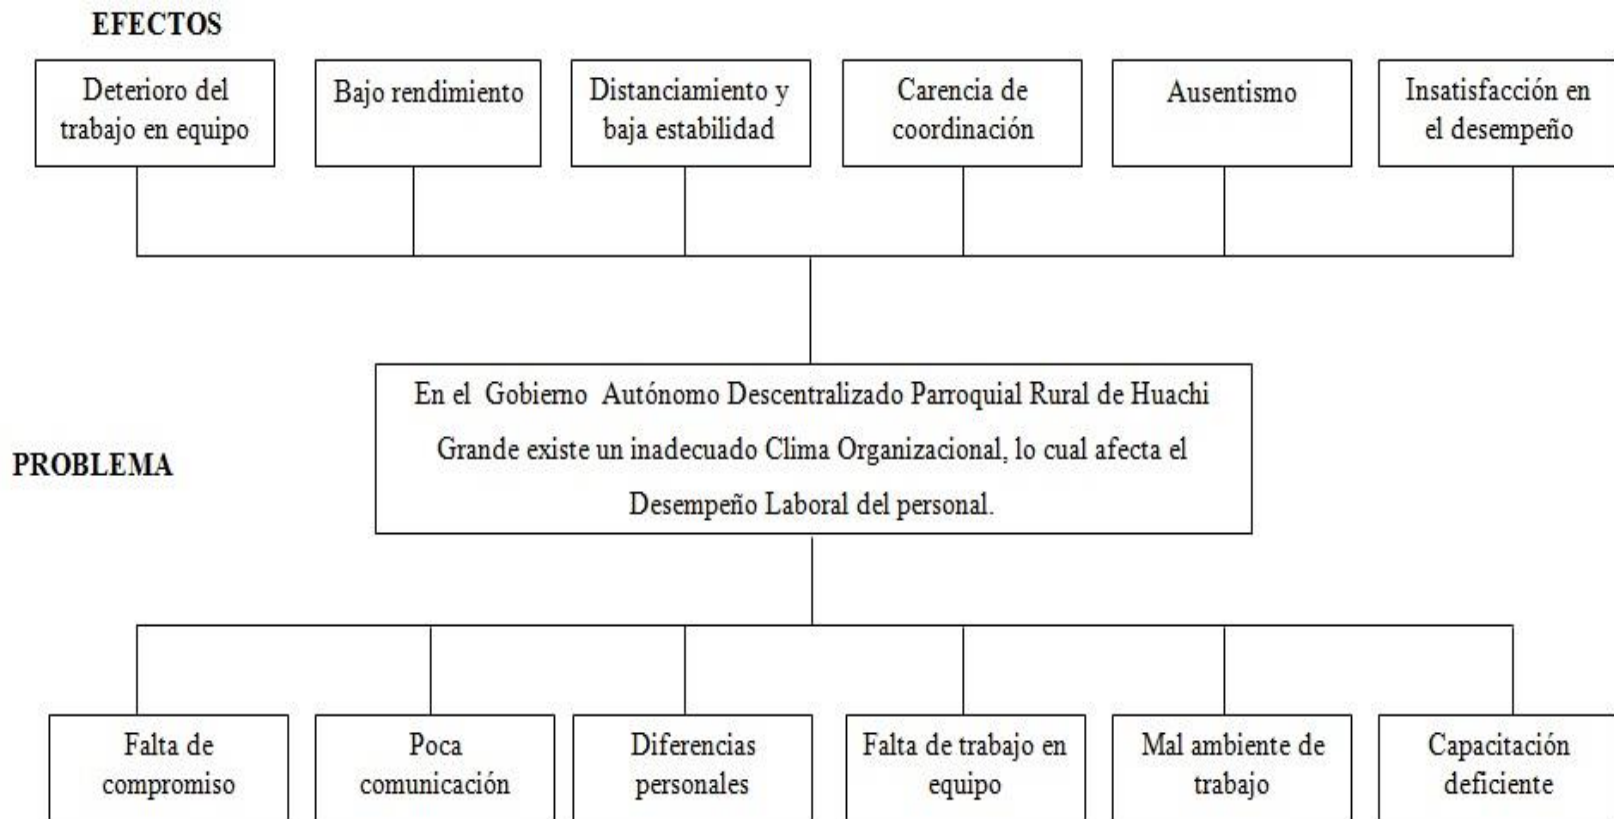 EFECTOS
Deterioro del
trabajo en equipo
Bajo rendimiento
Distanciamiento y
baja estabilidad
Carencia de
coordinación
Ausentismo
Insatisfacción en
el desempeño
En el Gobierno Autónomo Descentralizado Parroquial Rural de Huachi
Grande existe un inadecuado Clima Organizacional, lo cual afecta el
Desempeño Laboral del personal.
PROBLEMA
Falta de
compromiso
Poca
comunicación
Diferencias
personales
Falta de trabajo en
equipo
Mal ambiente de
trabajo
Capacitación
deficiente